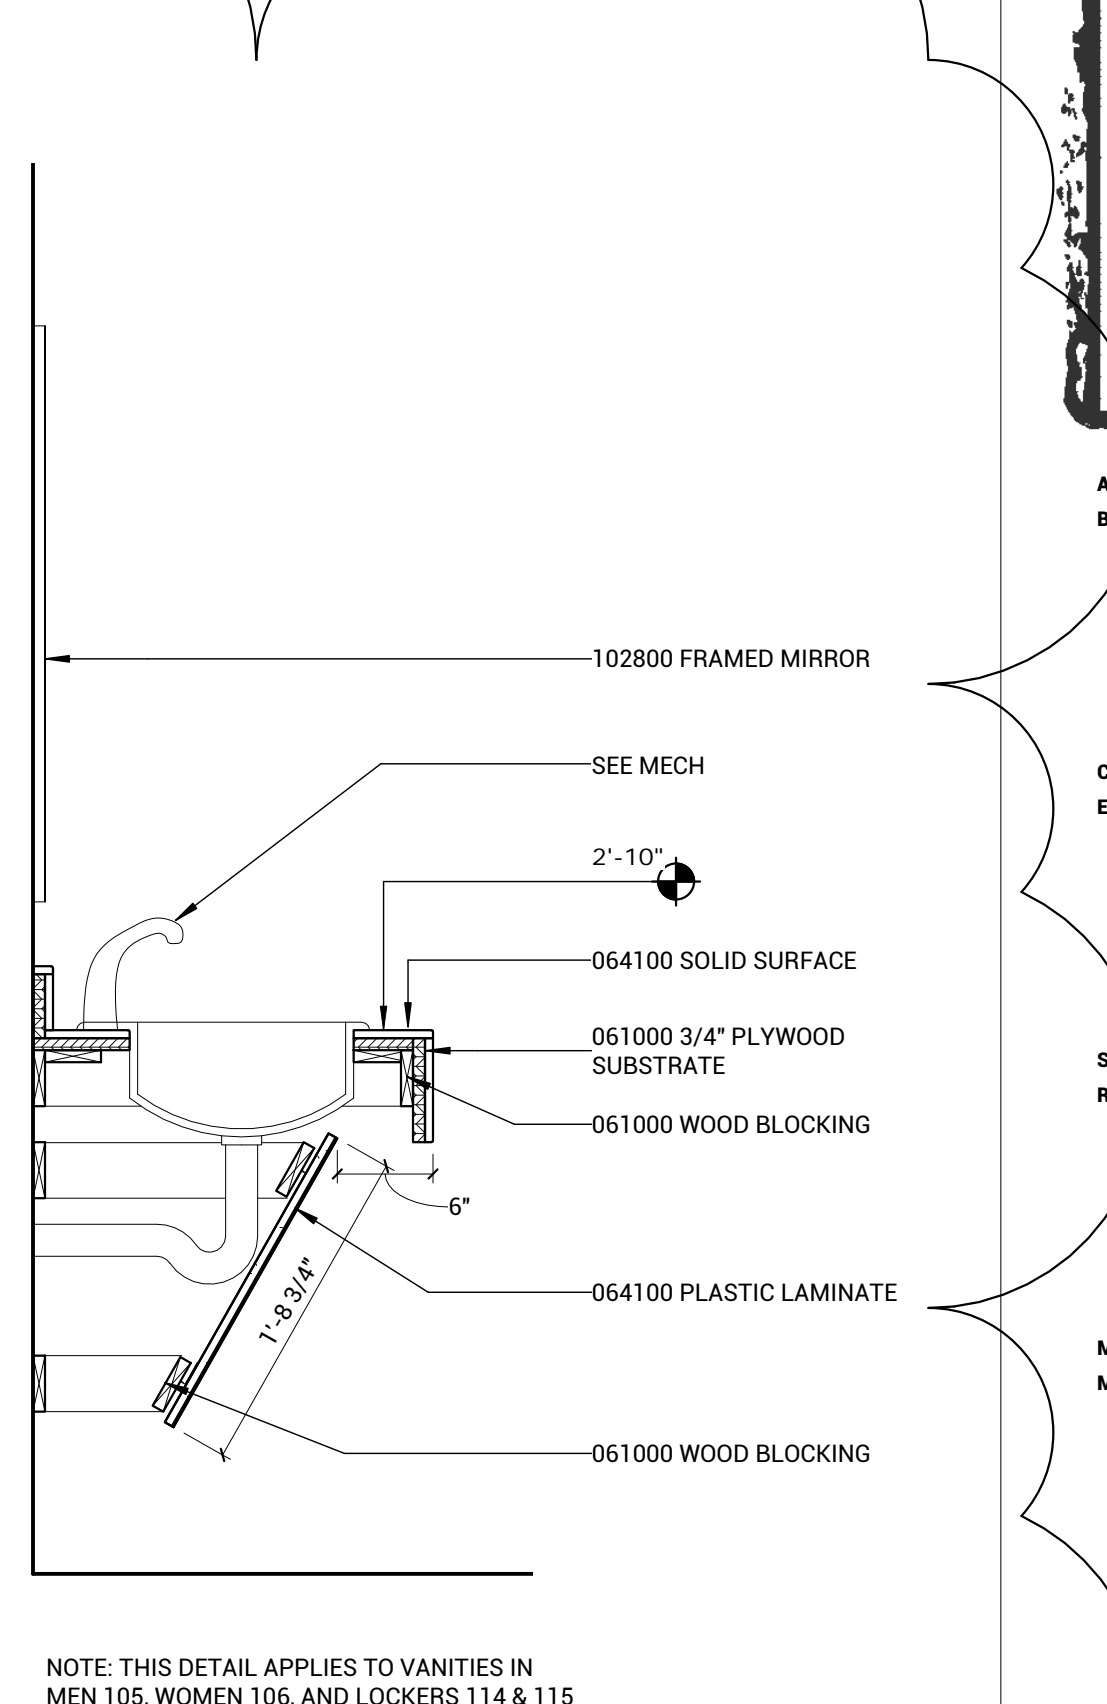 102800 FRAMED MIRROR
SEE MECH
2'-10"
064100 SOLID SURFACE
061000 3/4" PLYWOOD
SUBSTRATE
061000 WOOD BLOCKING
6"
1'-8 3/4"
064100 PLASTIC LAMINATE
061000 WOOD BLOCKING
NOTE: THIS DETAIL APPLIES TO VANITIES IN
MEN 105, WOMEN 106, AND LOCKERS 114 & 115
A
B
C
E
S
R
M
M